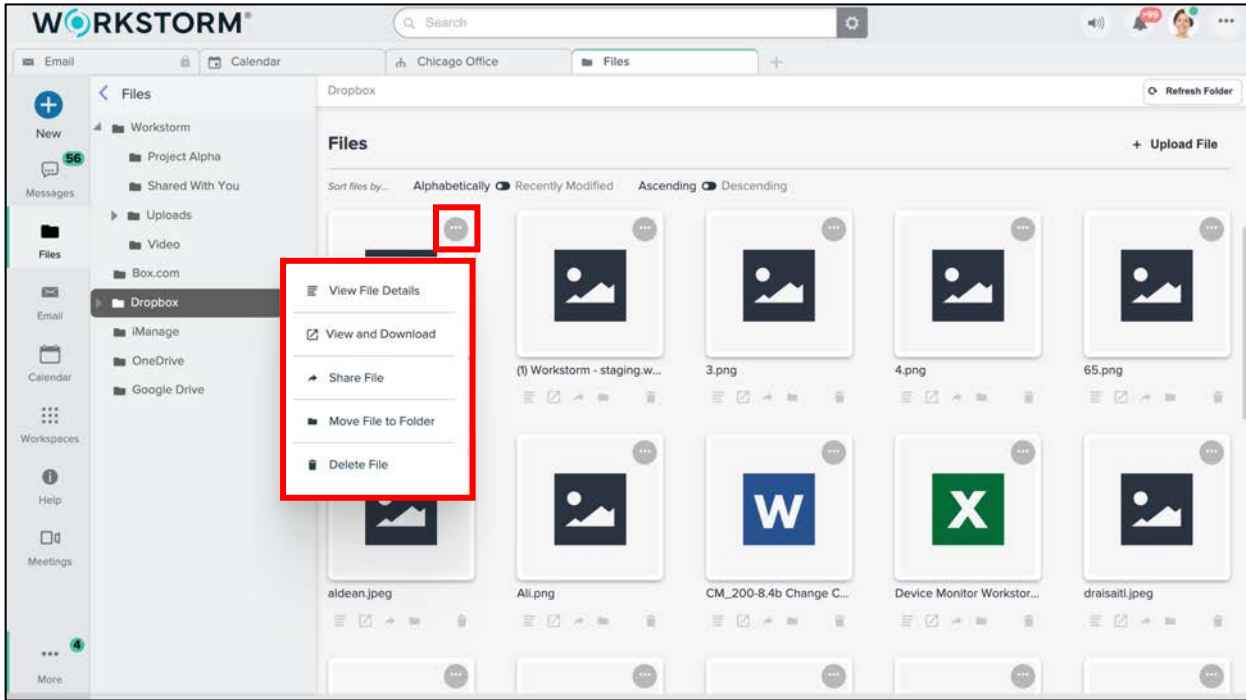 WORKSTORM®
Search
>99
Email
Calendar
Chicago Office
Files
New
56
Messages
Files
Email
Calendar
Workspaces
Help
Meetings
4
More
Files
Workstorm
Project Alpha
Shared With You
Uploads
Video
Box.com
Dropbox
iManage
OneDrive
Google Drive
Dropbox
Refresh Folder
Files
+ Upload File
Sort files by...
Alphabetically
Recently Modified
Ascending
Descending
View File Details
View and Download
Share File
Move File to Folder
Delete File
(1) Workstorm - staging.w...
3.png
4.png
65.png
aldean.jpeg
Ali.png
CM_200-8.4b Change C...
Device Monitor Workstor...
draisaitl.jpeg
W
X